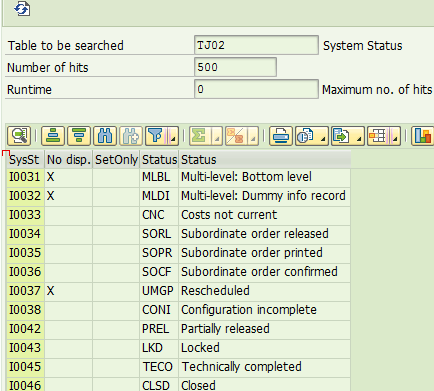 Table to be searched TJ02 System Status
Number of hits 500
Runtime 0 Maximum no. of hits
SysSt No disp. SetOnly Status Status
I0031 X MLBL Multi-level: Bottom level
I0032 X MLDI Multi-level: Dummy info record
I0033 CNC Costs not current
I0034 SORL Subordinate order released
I0035 SOPR Subordinate order printed
I0036 SOCF Subordinate order confirmed
I0037 X UMGP Rescheduled
I0038 CONI Configuration incomplete
I0042 PREL Partially released
I0043 LKD Locked
I0045 TECO Technically completed
I0046 CLSD Closed